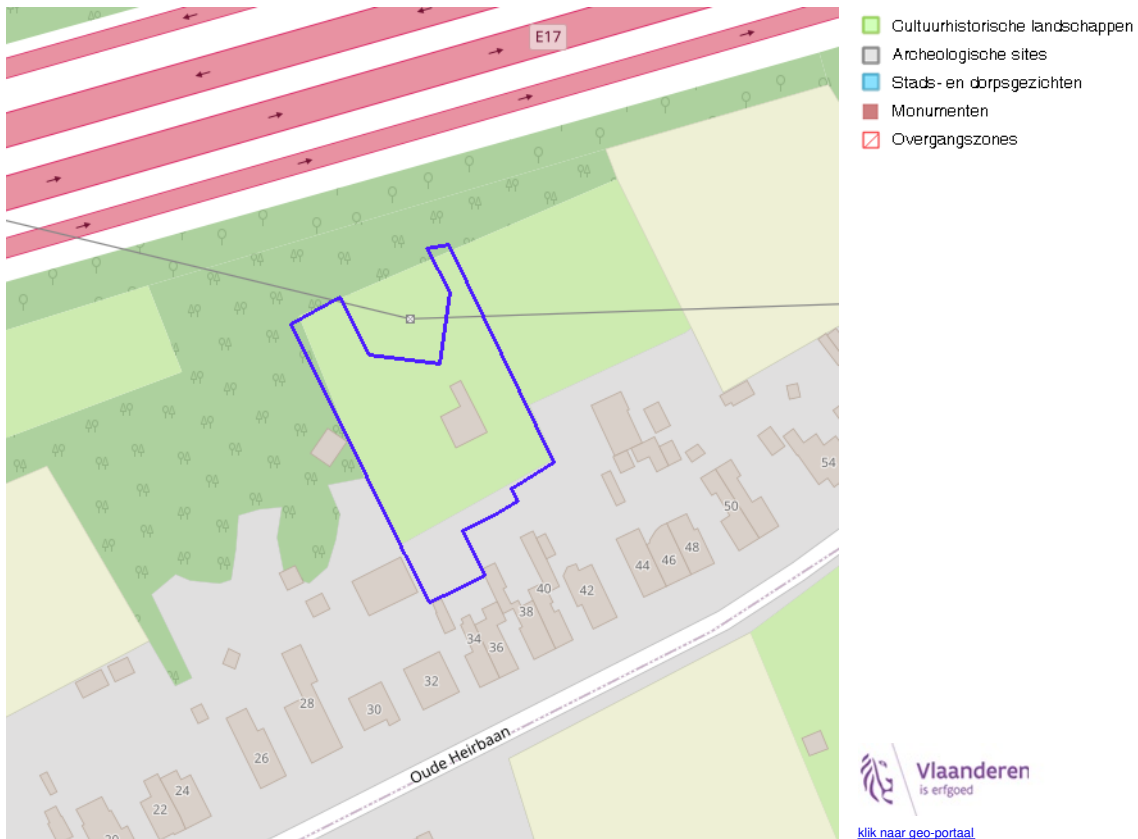 E17
Cultuurhistorische landschappen
Archeologische sites
Stads- en dorpsgezichten
Monumenten
Overgangszones
54
50
48
46
44
42
40
38
36
34
32
30
28
26
24
22
Oude Heirbaan
Vlaanderen
is erfgoed
klik naar geo-portaal